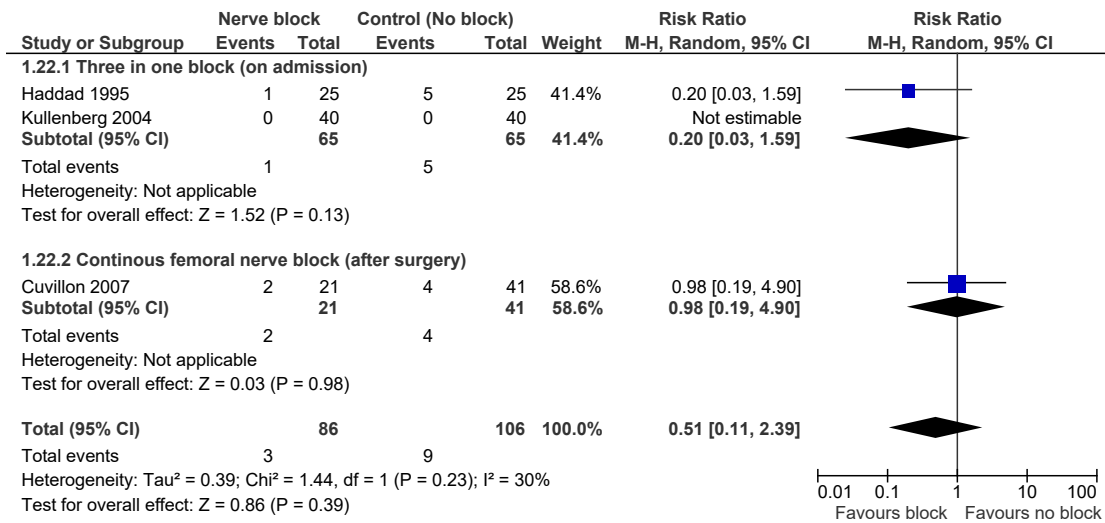 Nerve block Control (No block) Risk Ratio Risk Ratio
Study or Subgroup Events Total Events Total Weight M-H, Random, 95% CI M-H, Random, 95% CI
1.22.1 Three in one block (on admission)
Haddad 1995 1 25 5 25 41.4% 0.20 [0.03, 1.59]
Kullenberg 2004 0 40 0 40 Not estimable
Subtotal (95% CI) 65 65 41.4% 0.20 [0.03, 1.59]
Total events 1 5
Heterogeneity: Not applicable
Test for overall effect: Z = 1.52 (P = 0.13)
1.22.2 Continous femoral nerve block (after surgery)
Cuvillon 2007 2 21 4 41 58.6% 0.98 [0.19, 4.90]
Subtotal (95% CI) 21 41 58.6% 0.98 [0.19, 4.90]
Total events 2 4
Heterogeneity: Not applicable
Test for overall effect: Z = 0.03 (P = 0.98)
Total (95% CI) 86 106 100.0% 0.51 [0.11, 2.39]
Total events 3 9
Heterogeneity: Tau² = 0.39; Chi² = 1.44, df = 1 (P = 0.23); I² = 30%
Test for overall effect: Z = 0.86 (P = 0.39)
0.01 0.1 1 10 100
Favours block Favours no block